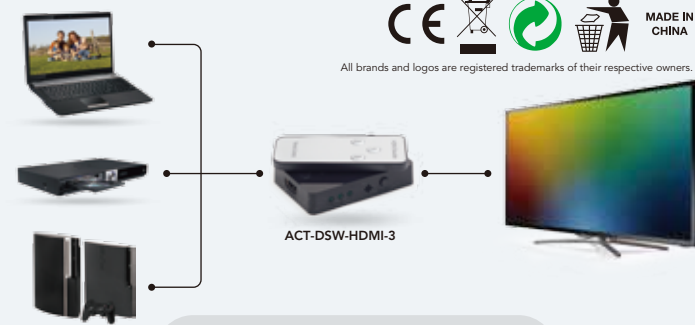 CE
MADE IN
CHINA
All brands and logos are registered trademarks of their respective owners.
ACT-DSW-HDMI-3